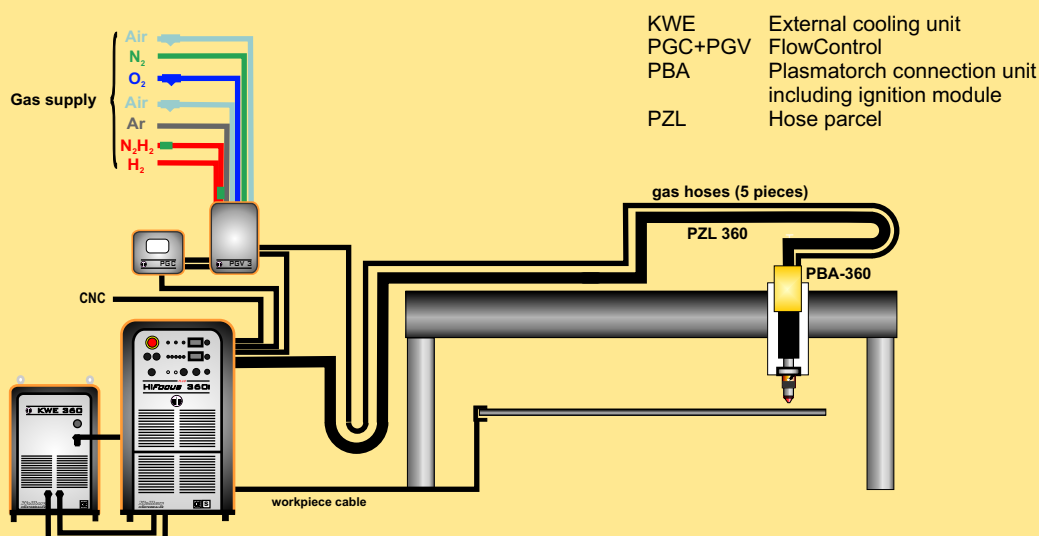 KWE External cooling unit
PGC+PGV FlowControl
PBA Plasmatorch connection unit
including ignition module
PZL Hose parcel
Gas supply
Air
N₂
O₂
Air
Ar
N₂H₂
H₂
gas hoses (5 pieces)
PZL 360
PBA-360
PGC
PGV 3
CNC
HiFocus 360i
KWE 360
workpiece cable